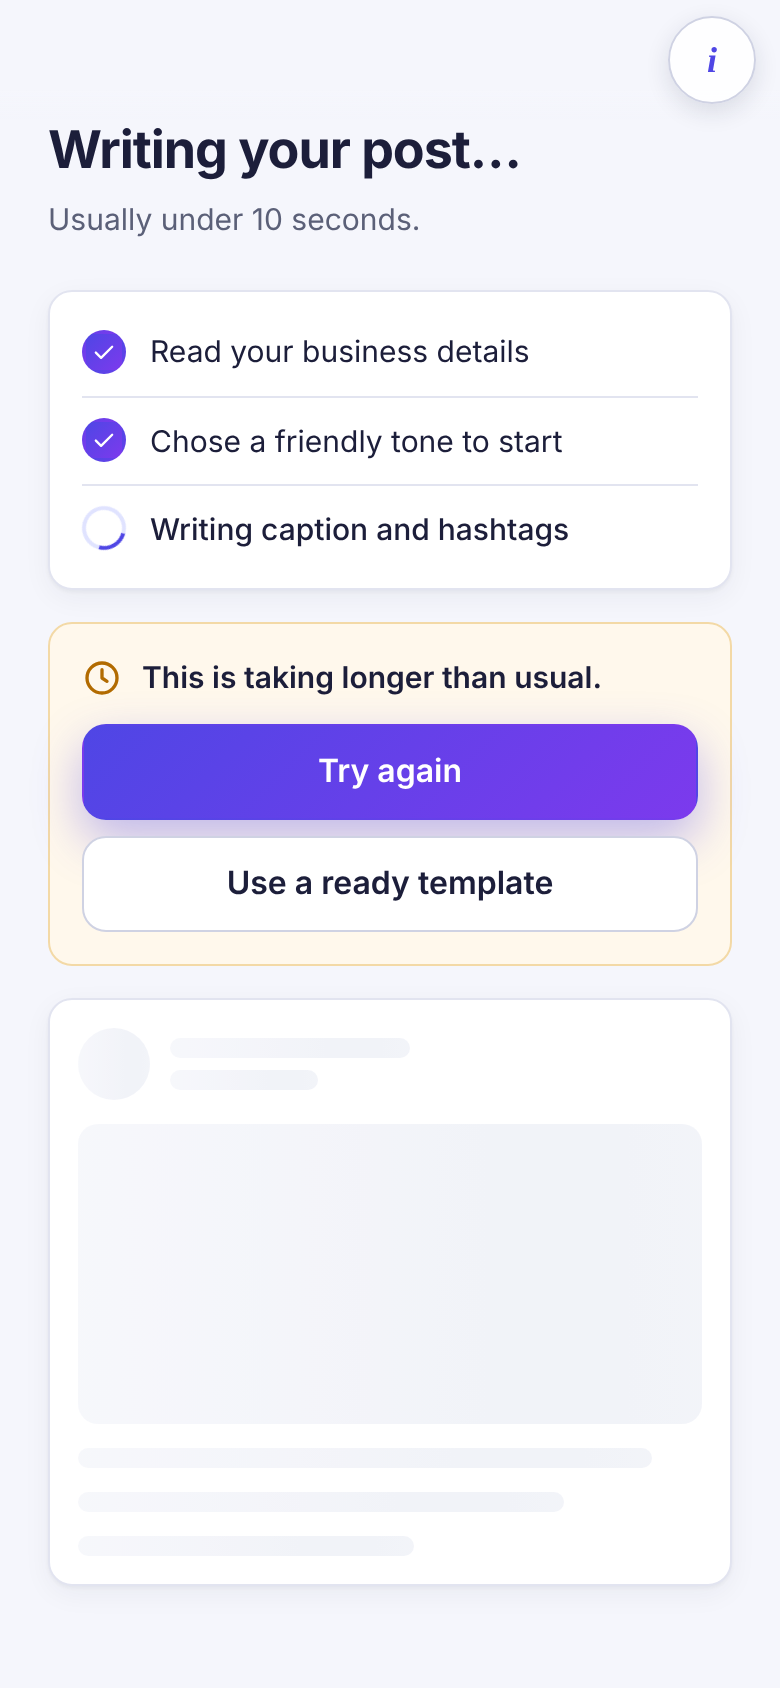 i
Writing your post...
Usually under 10 seconds.
Read your business details
Chose a friendly tone to start
Writing caption and hashtags
This is taking longer than usual.
Try again
Use a ready template